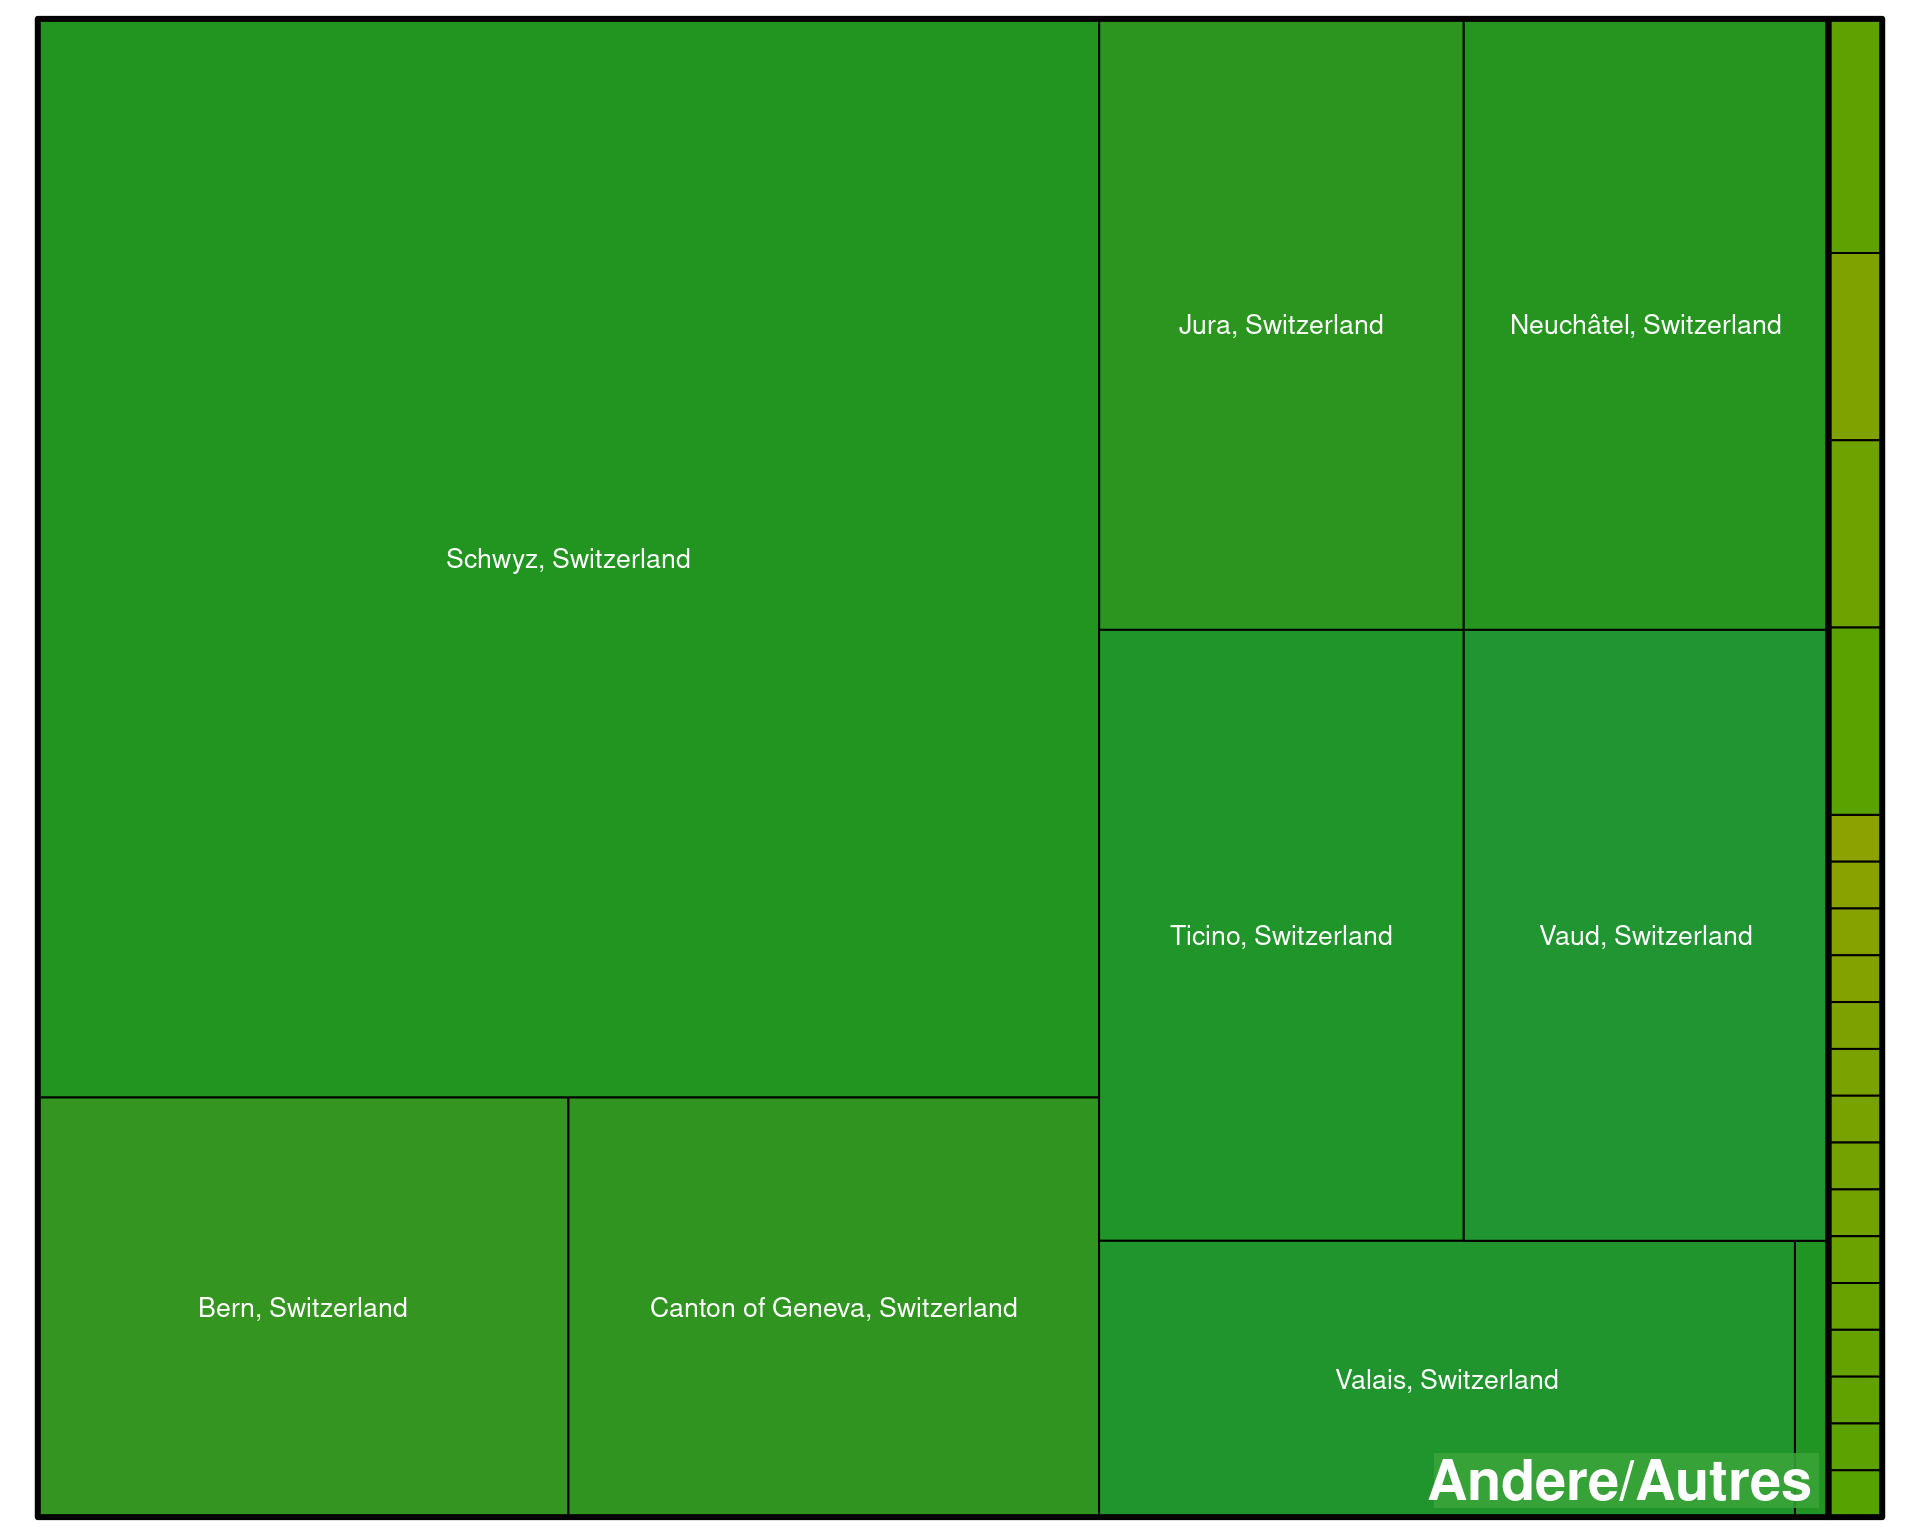 Jura, Switzerland
Neuchâtel, Switzerland
Schwyz, Switzerland
Ticino, Switzerland
Vaud, Switzerland
Bern, Switzerland
Canton of Geneva, Switzerland
Valais, Switzerland
Andere/Autres